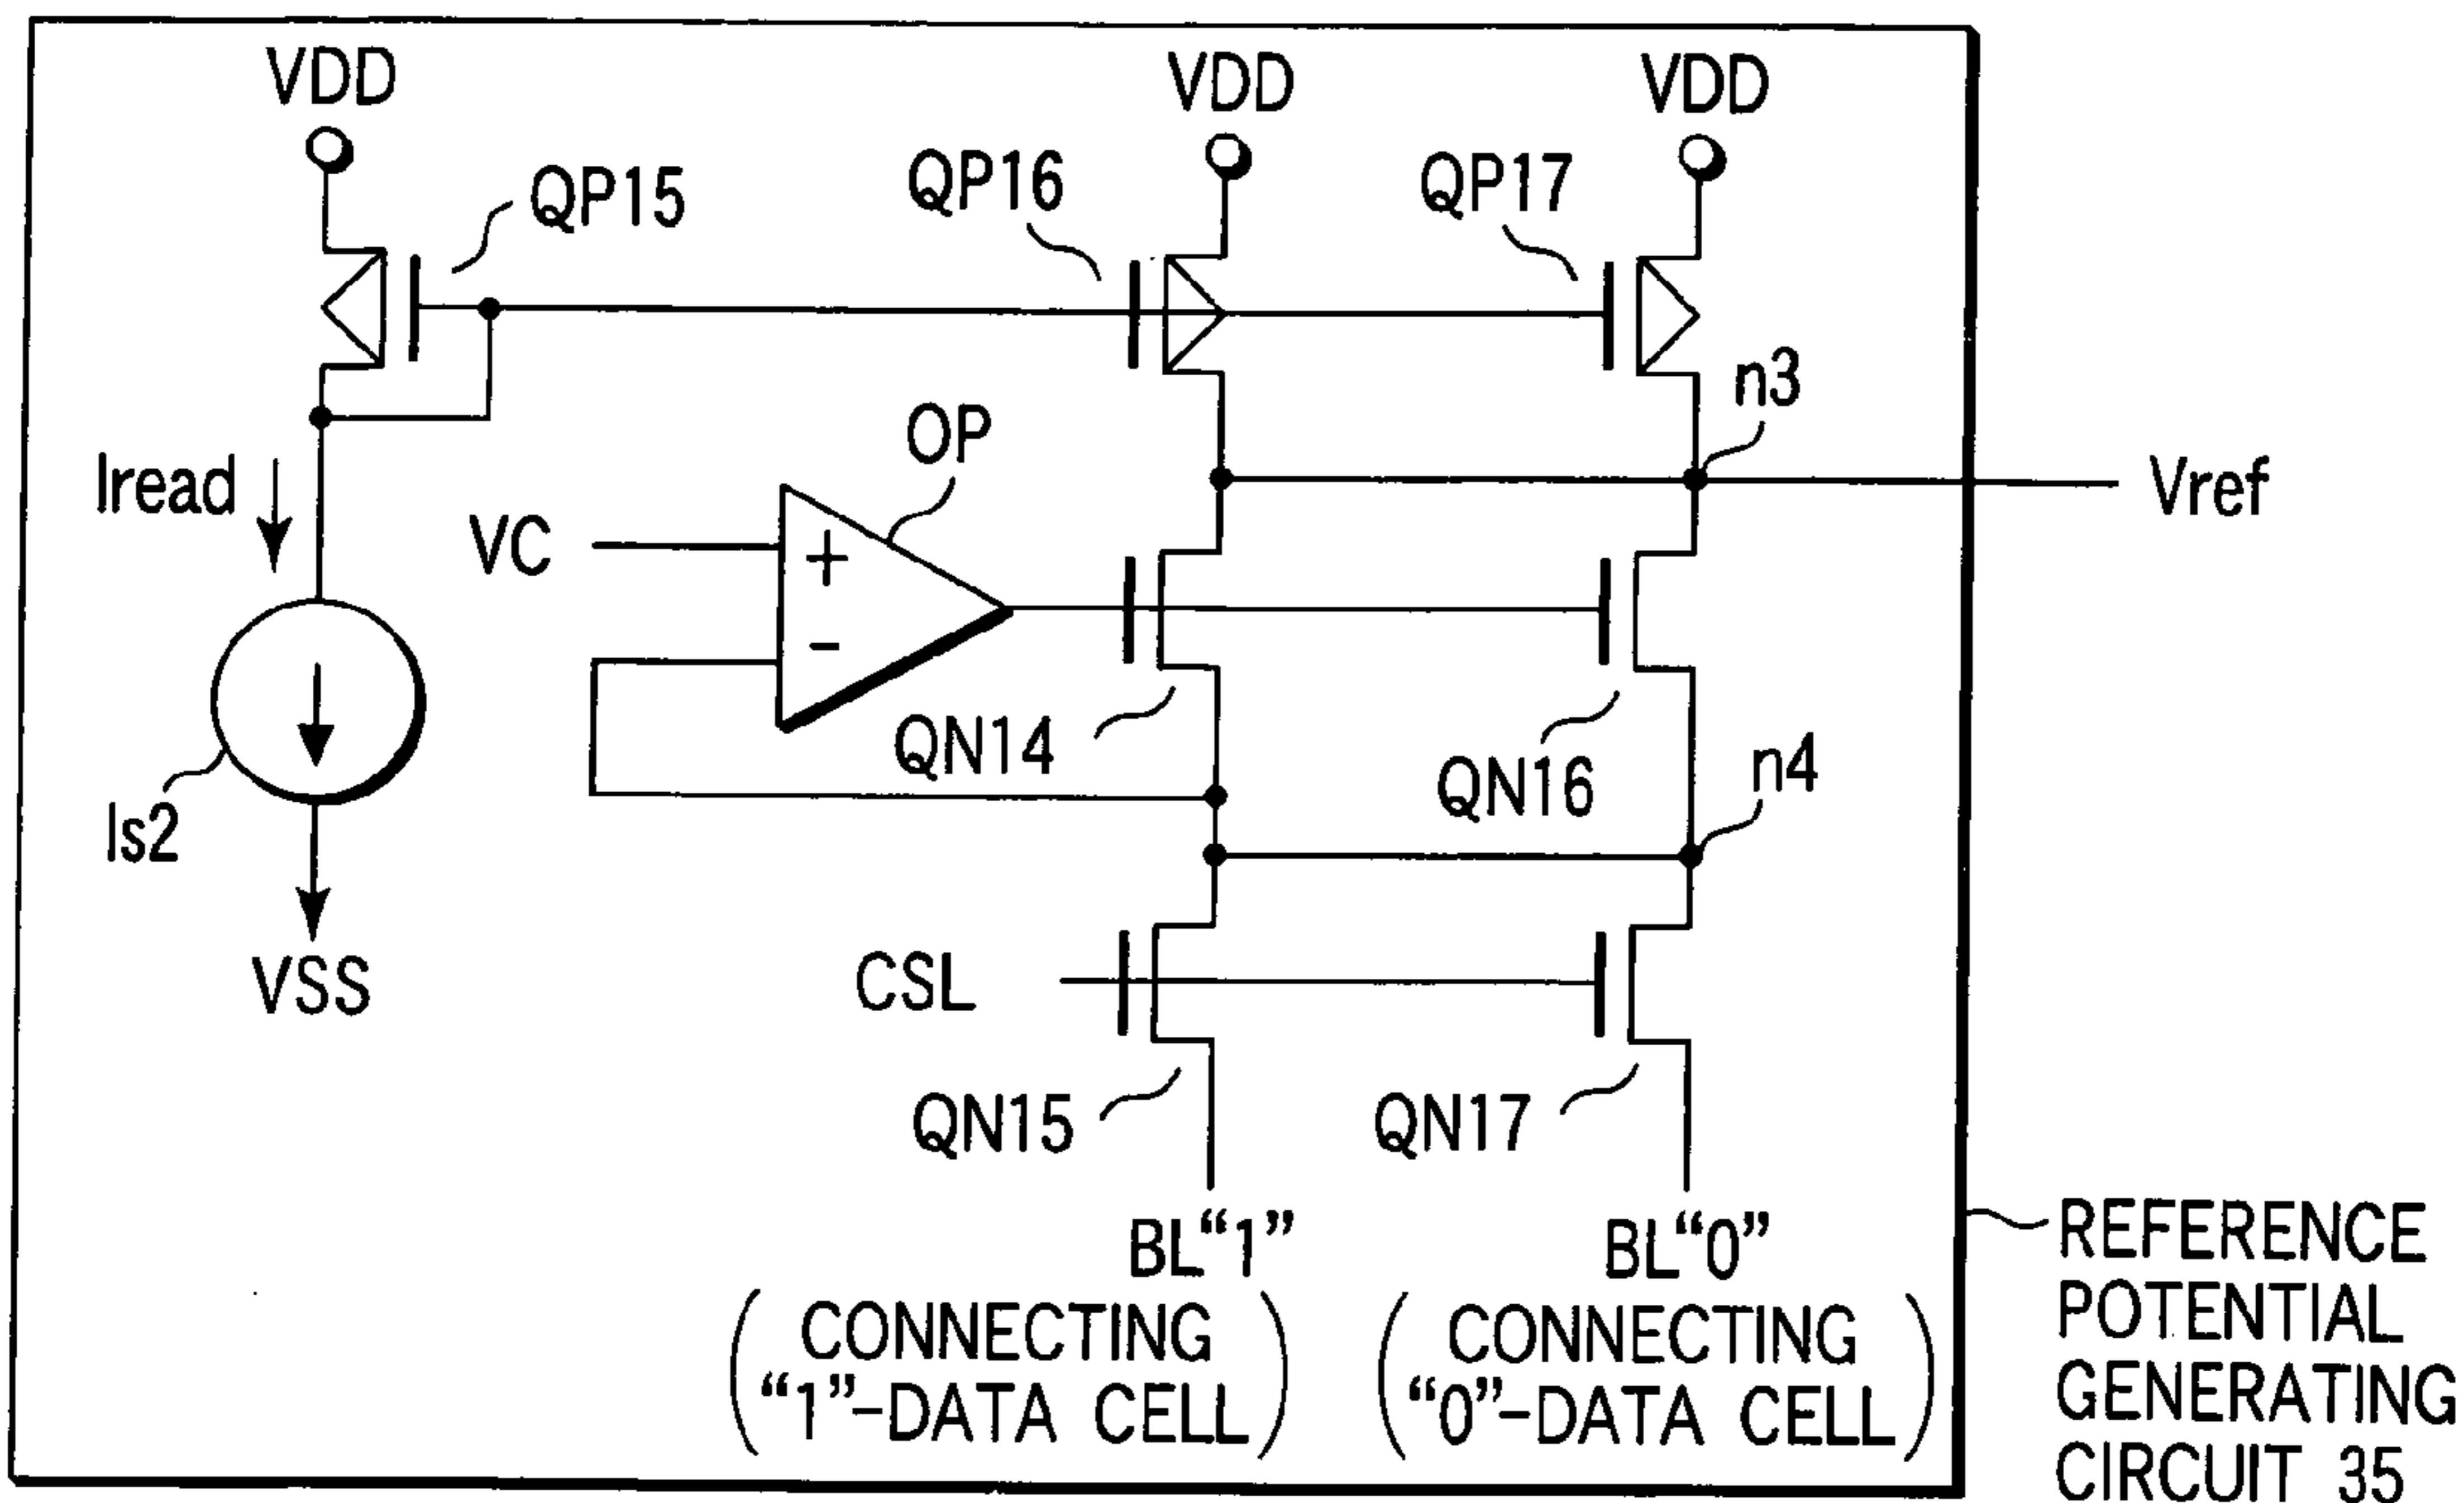 VDD
VDD
VDD
QP15
QP16
QP17
n3
OP
Iread
Vref
VC
+
−
QN14
QN16
n4
Is2
VSS
CSL
QN15
QN17
BL“1”
(CONNECTING
“1”−DATA CELL)
BL“0”
(CONNECTING
“0”−DATA CELL)
REFERENCE
POTENTIAL
GENERATING
CIRCUIT 35